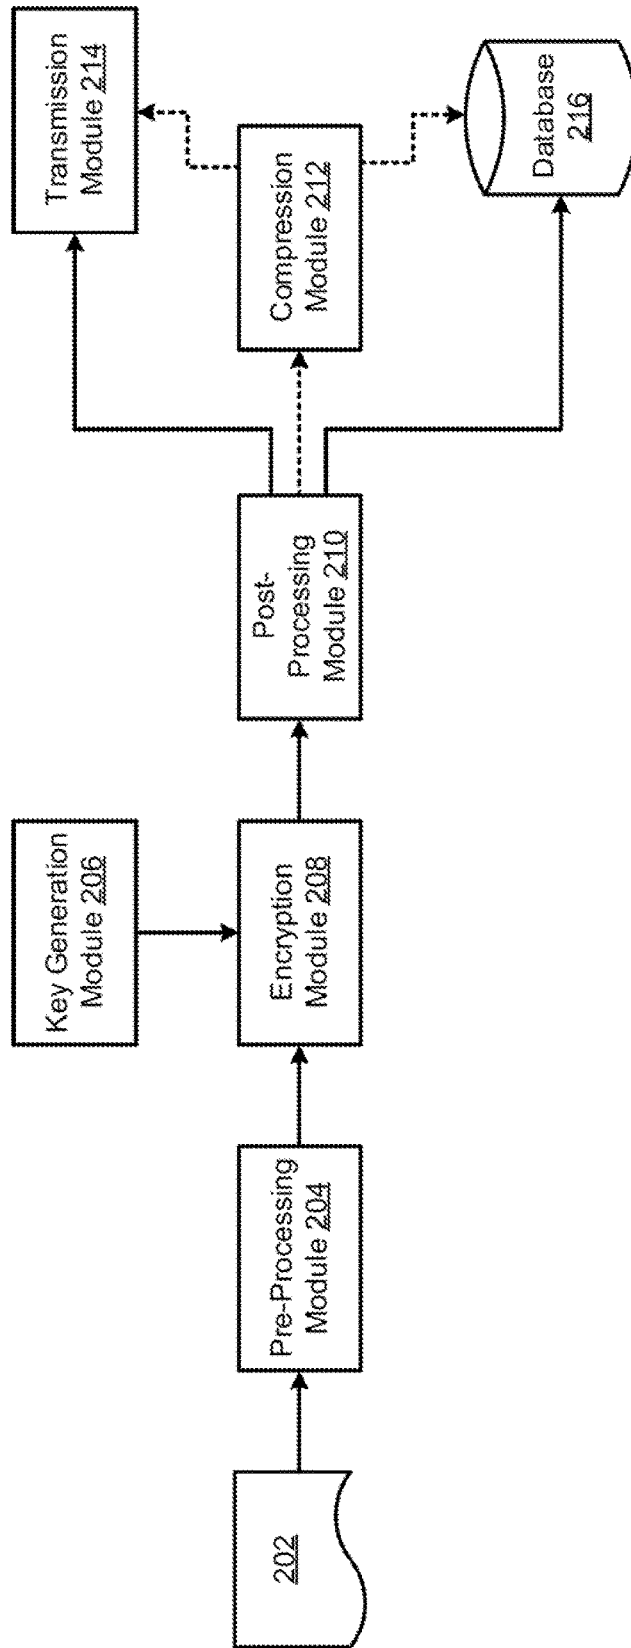 202
Pre-Processing
Module 204
Key Generation
Module 206
Encryption
Module 208
Post-
Processing
Module 210
Compression
Module 212
Transmission
Module 214
Database
216